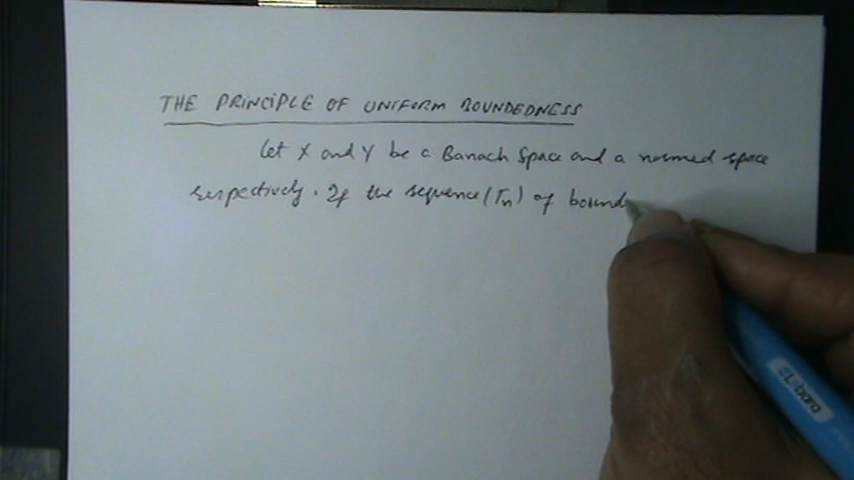 THE PRINCIPLE OF UNIFORM BOUNDEDNESS
Let X and Y be a Banach Space and a normed space
respectively. If the sequence (Tn) of bound